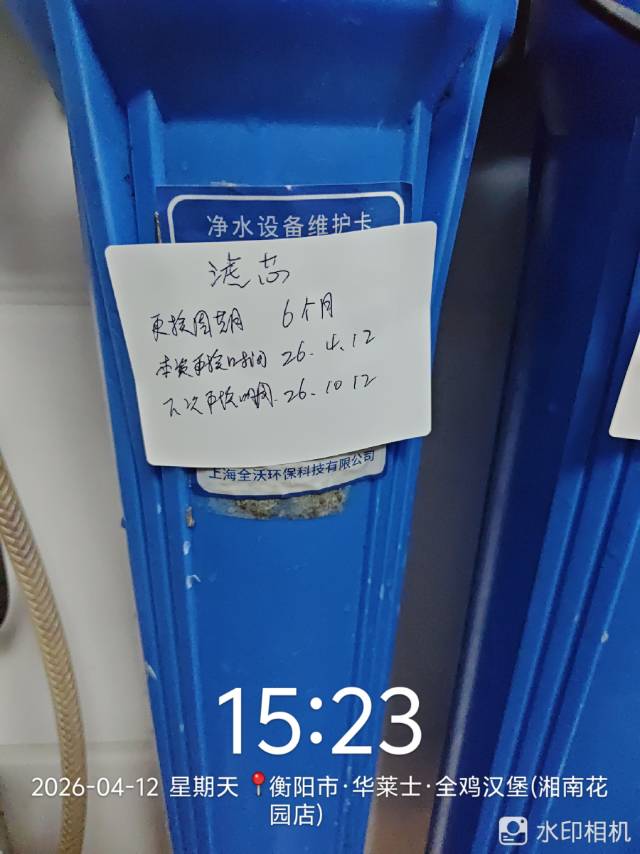 净水设备维护卡
滤芯
更换周期 6个月
本次更换时间 26.4.12
下次更换时间.26.10 12
上海全沃环保科技有限公司
15:23
2026-04-12 星期天 📍衡阳市·华莱士·全鸡汉堡(湘南花
园店)
水印相机